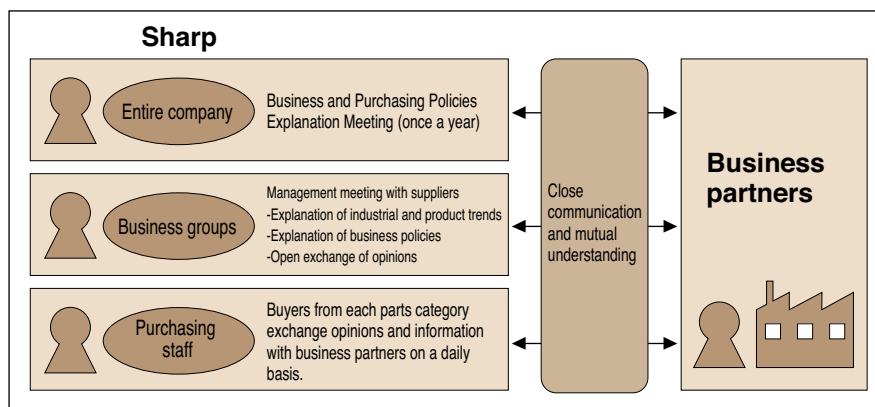 Sharp
Entire company
Business and Purchasing Policies
Explanation Meeting (once a year)
Business groups
Management meeting with suppliers
-Explanation of industrial and product trends
-Explanation of business policies
-Open exchange of opinions
Purchasing
staff
Buyers from each parts category
exchange opinions and information
with business partners on a daily
basis.
Close
communication
and mutual
understanding
Business
partners